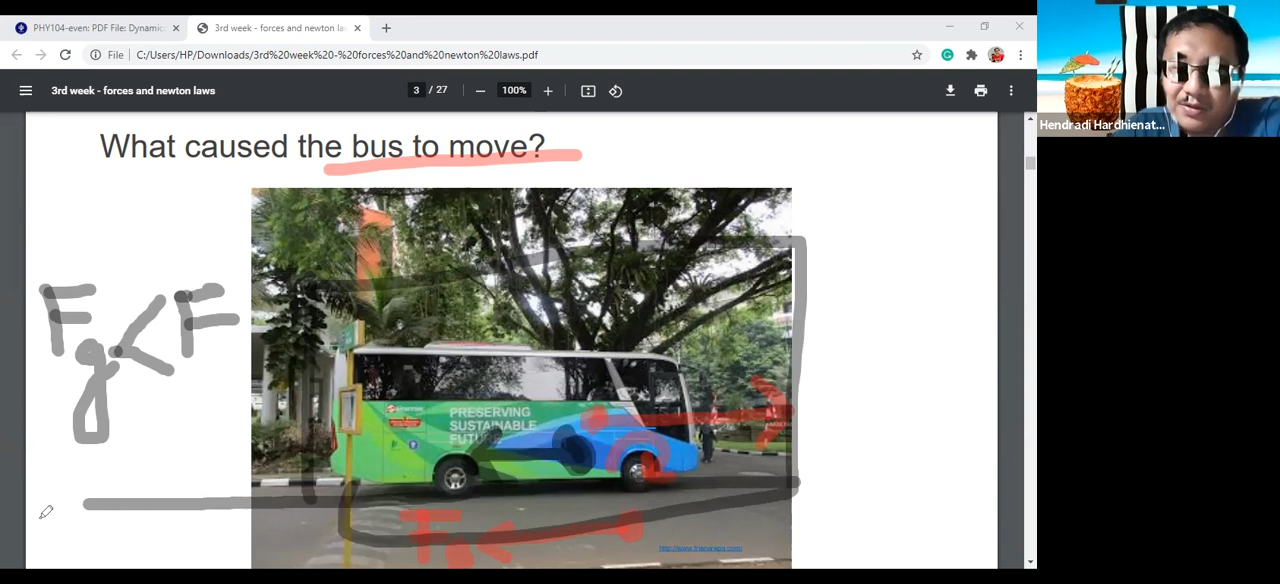 PHY104-even: PDF File: Dynamic
3rd week - forces and newton la
File
C:/Users/HP/Downloads/3rd%20week%20-%20forces%20and%20newton%20laws.pdf
3rd week - forces and newton laws
3 / 27
100%
Hendradi Hardhienat...
What caused the bus to move?
Fg<F
PRESERVING
SUSTAINABLE
FUTURE